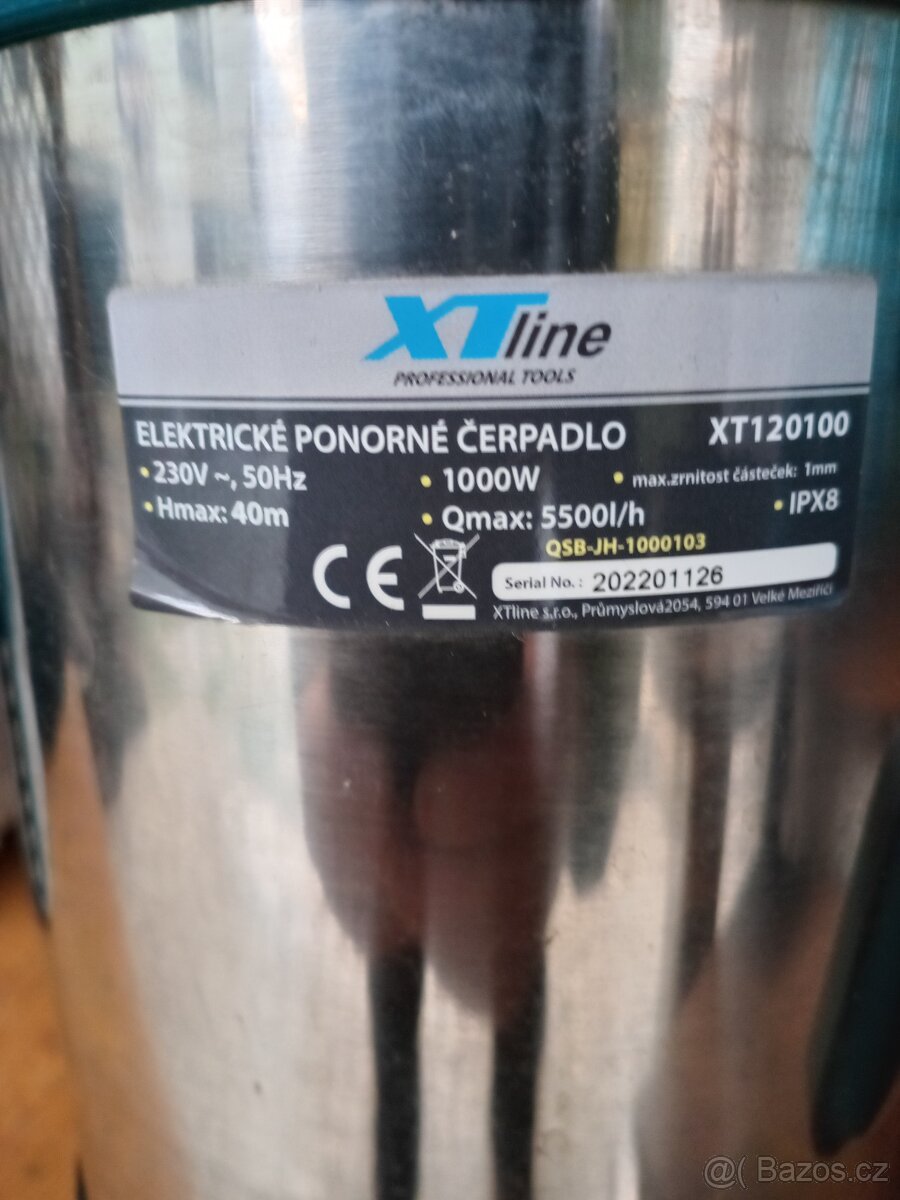 XTline
PROFESSIONAL TOOLS
ELEKTRICKÉ PONORNÉ ČERPADLO XT120100
• 230V ~, 50Hz • 1000W • max.zrnitost částeček: 1mm
• Hmax: 40m • Qmax: 5500l/h • IPX8
QSB-JH-1000103
CE Serial No.: 202201126
XTline s.r.o., Průmyslová2054, 594 01 Velké Meziříčí
@( Bazos.cz